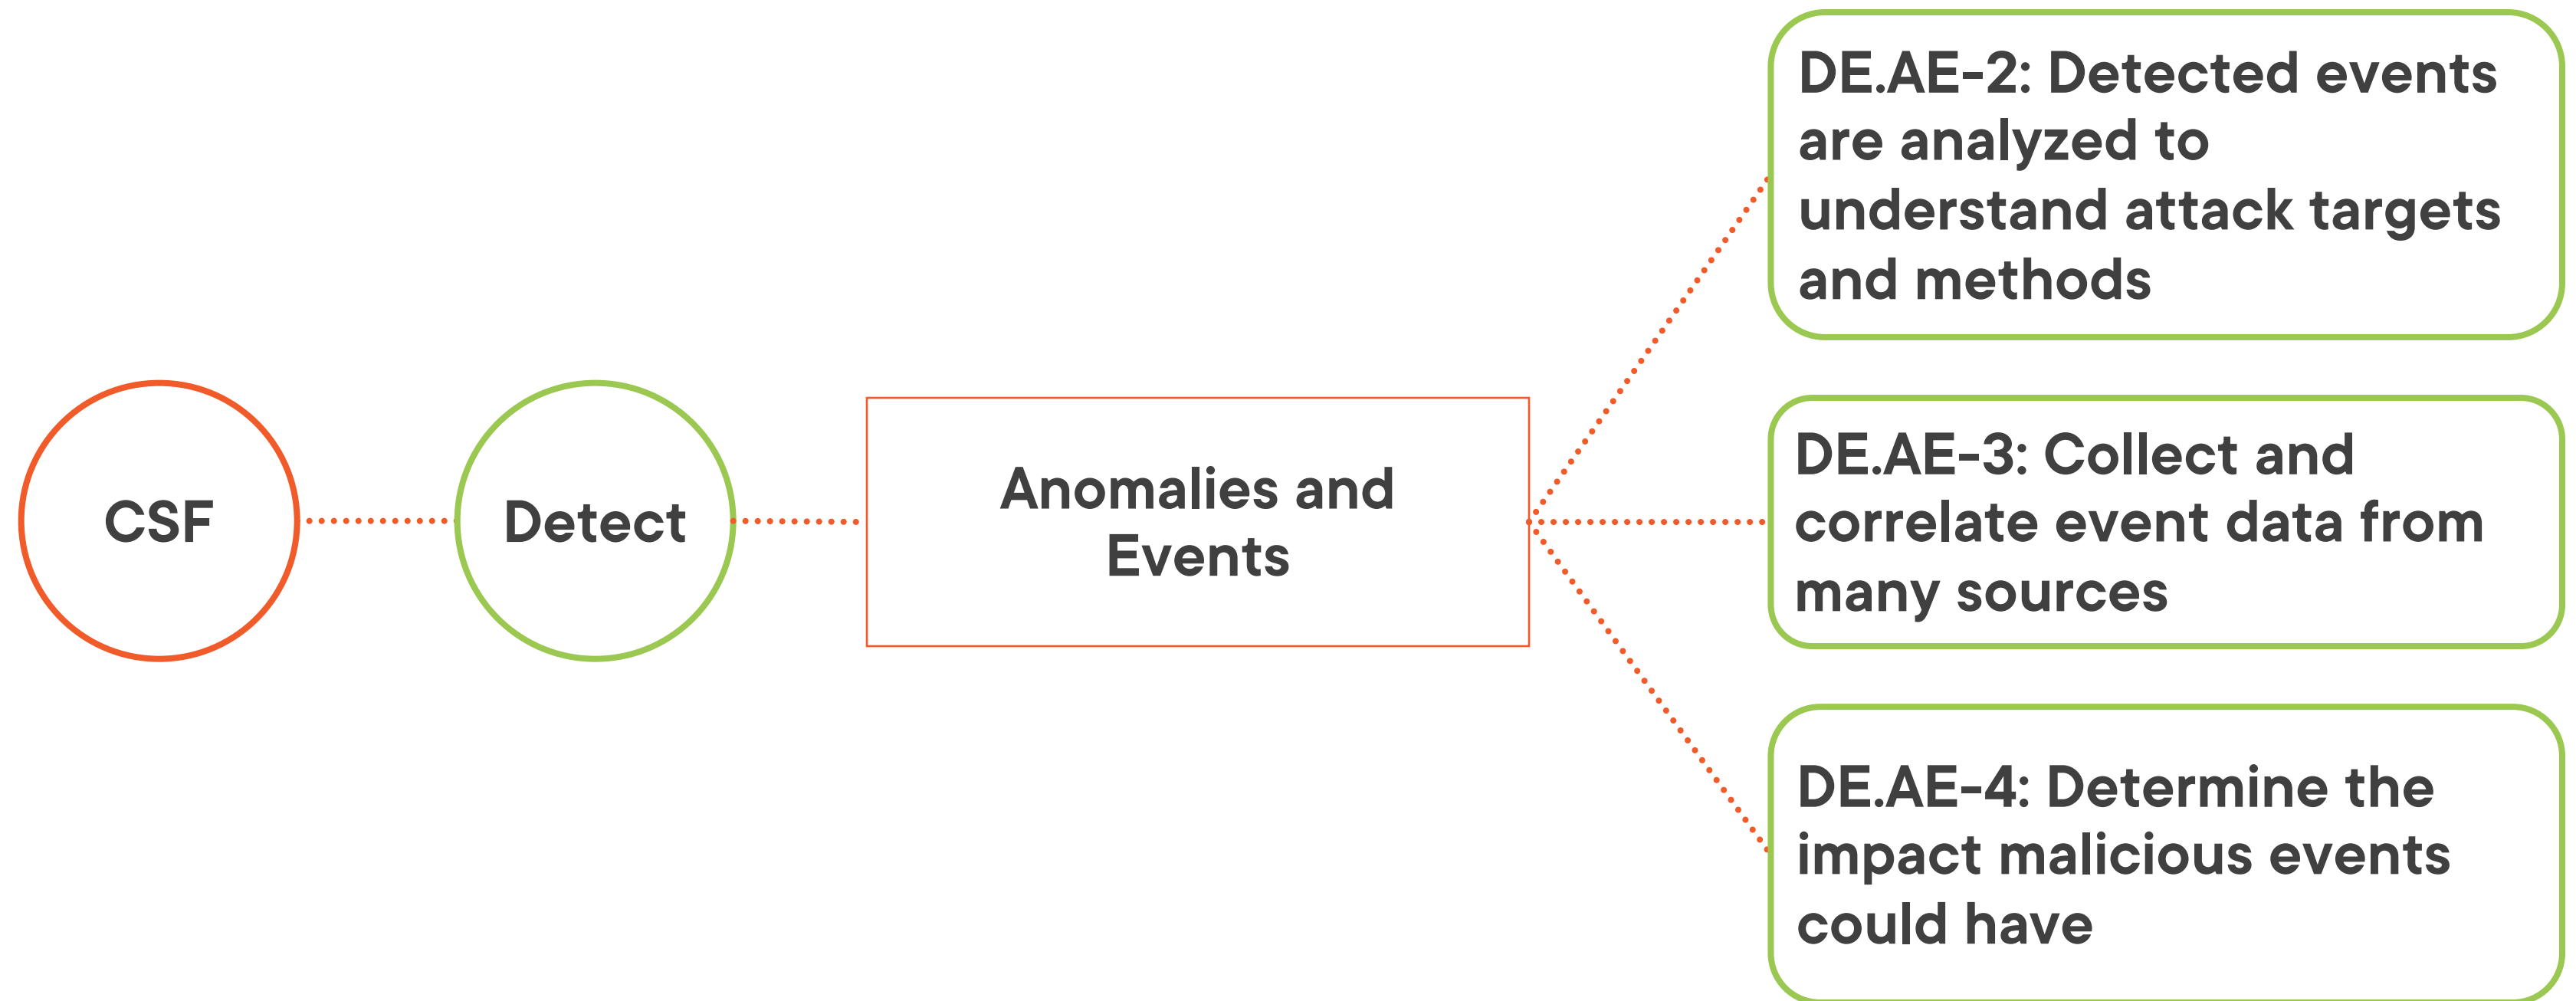 CSF
Detect
Anomalies and
Events
DE.AE-2: Detected events
are analyzed to
understand attack targets
and methods
DE.AE-3: Collect and
correlate event data from
many sources
DE.AE-4: Determine the
impact malicious events
could have